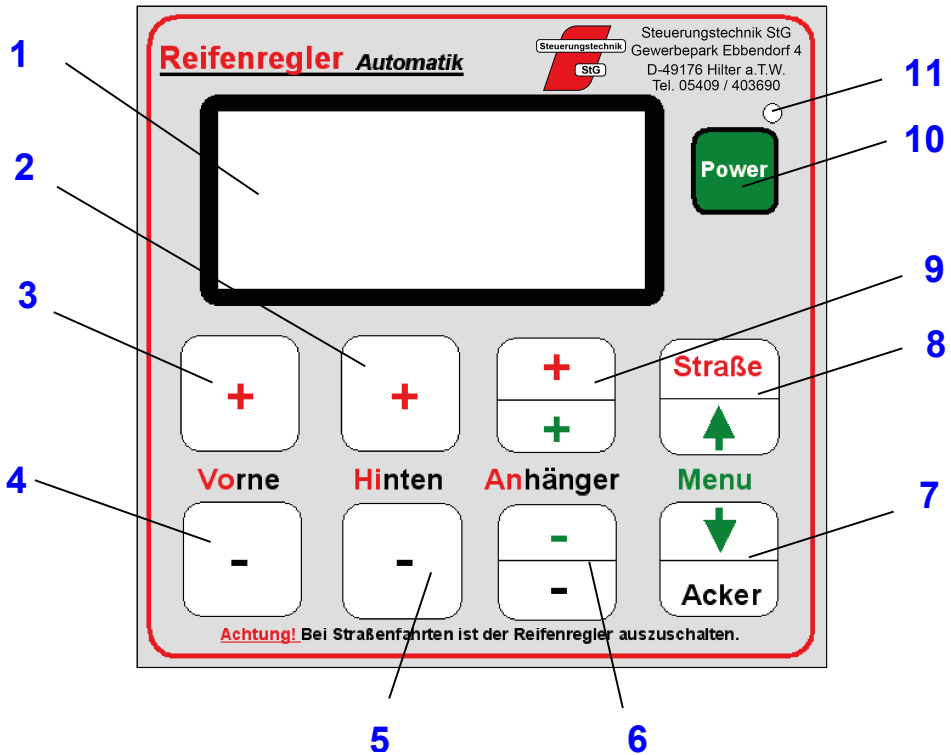 Steuerungstechnik StG
Gewerbepark Ebbendorf 4
D-49176 Hilter a.T.W.
Tel. 05409 / 403690
Reifenregler Automatik
Steuerungstechnik
StG
1
11
10
Power
2
3
9
8
+
+
+
+
Straße
4
Vorne
Hinten
Anhänger
Menu
7
-
-
-
-
Acker
Achtung! Bei Straßenfahrten ist der Reifenregler auszuschalten.
5
6